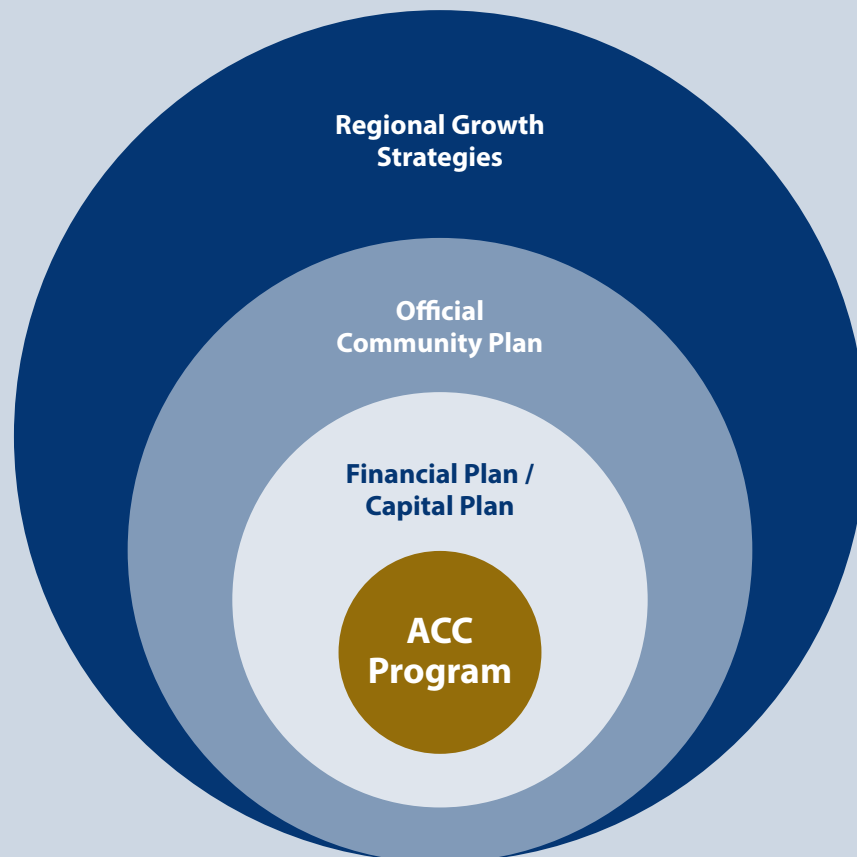 Regional Growth
Strategies
Official
Community Plan
Financial Plan /
Capital Plan
ACC
Program